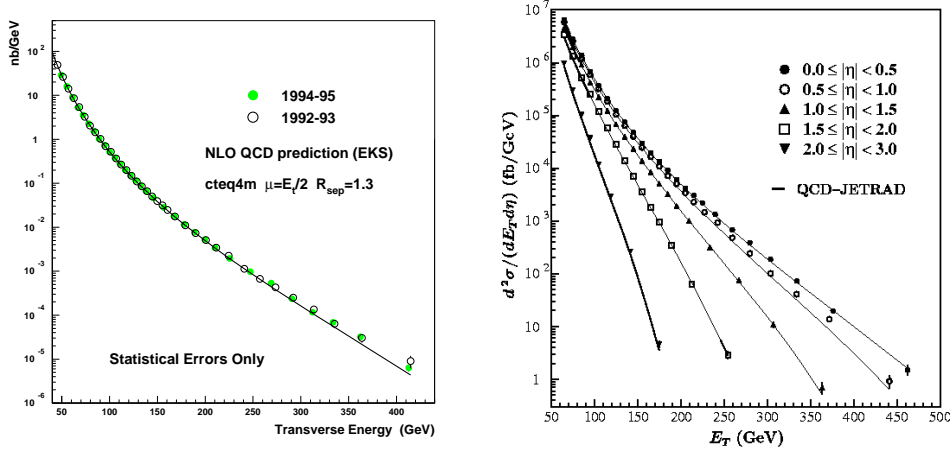 nb/GeV
10^2
10
1
10^-1
10^-2
10^-3
10^-4
10^-5
10^-6
1994-95
1992-93
NLO QCD prediction (EKS)
cteq4m μ=E_t/2 R_sep=1.3
Statistical Errors Only
50 100 150 200 250 300 350 400
Transverse Energy (GeV)
d^2σ/(dE_T dη) (fb/GeV)
10^7
10^6
10^5
10^4
10^3
10^2
10
1
0.0 ≤ |η| < 0.5
0.5 ≤ |η| < 1.0
1.0 ≤ |η| < 1.5
1.5 ≤ |η| < 2.0
2.0 ≤ |η| < 3.0
QCD–JETRAD
50 100 150 200 250 300 350 400 450 500
E_T (GeV)